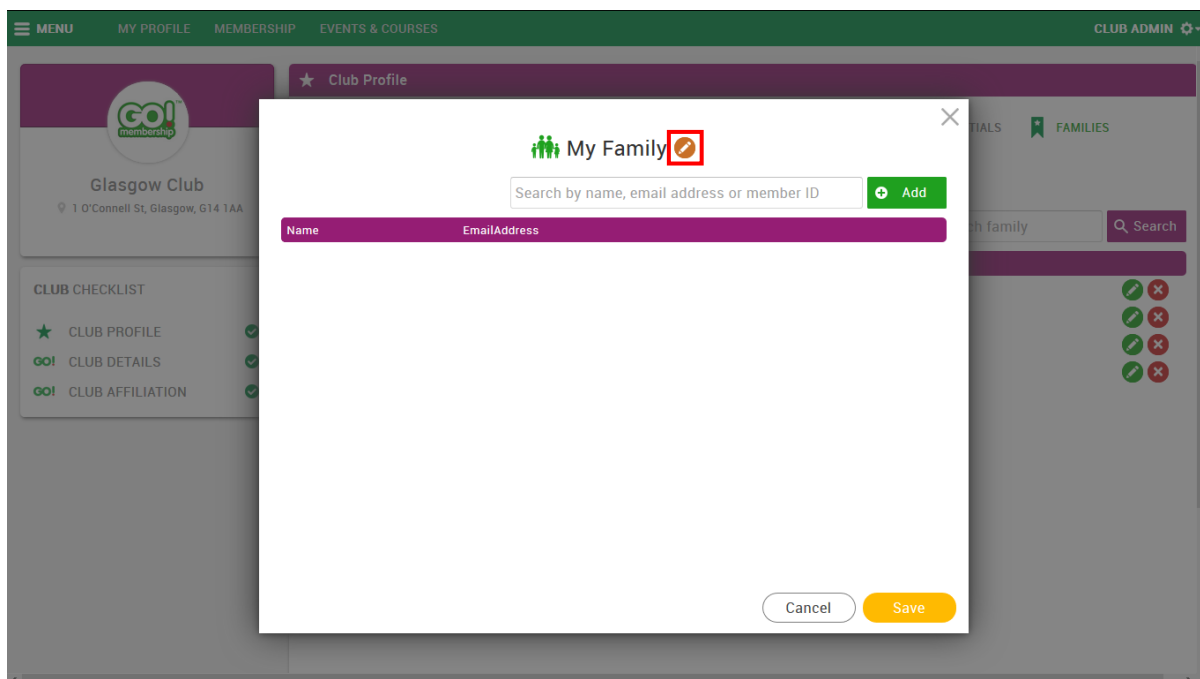 MENU MY PROFILE MEMBERSHIP EVENTS & COURSES CLUB ADMIN
Club Profile
GO!™
membership
Glasgow Club
1 O'Connell St, Glasgow, G14 1AA
CLUB CHECKLIST
CLUB PROFILE
GO! CLUB DETAILS
GO! CLUB AFFILIATION
TIALS FAMILIES
ch family Search
My Family
Search by name, email address or member ID Add
Name EmailAddress
Cancel Save